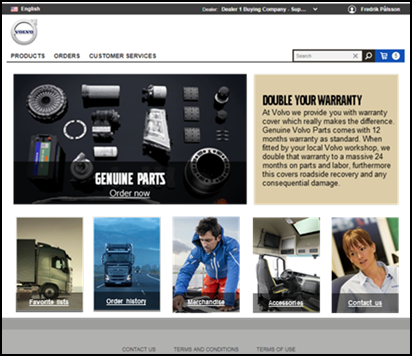 English
Dealer: Dealer 1 Buying Company - Sup...
Fredrik Pålsson
VOLVO
PRODUCTS ORDERS CUSTOMER SERVICES
Search
GENUINE PARTS
Order now
DOUBLE YOUR WARRANTY
At Volvo we provide you with warranty
cover which really makes the difference.
Genuine Volvo Parts comes with 12
months warranty as standard. When
fitted by your local Volvo workshop, we
double that warranty to a massive 24
months on parts and labor, furthermore
this covers roadside recovery and any
consequential damage.
Favorite lists
Order history
Merchandise
Accessories
Contact us
CONTACT US TERMS AND CONDITIONS TERMS OF USE